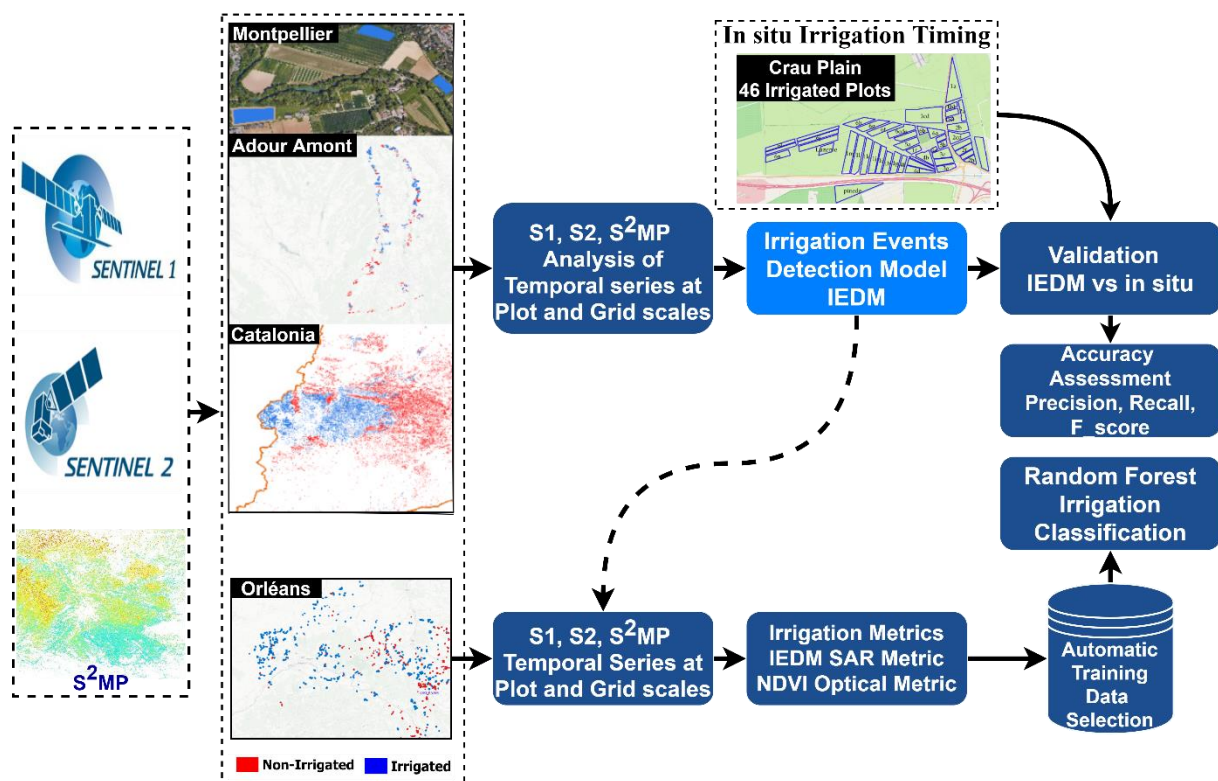 SENTINEL 1
SENTINEL 2
S²MP
Montpellier
Adour Amont
Catalonia
Orléans
Non-Irrigated
Irrigated
In situ Irrigation Timing
Crau Plain
46 Irrigated Plots
S1, S2, S²MP
Analysis of
Temporal series at
Plot and Grid scales
Irrigation Events
Detection Model
IEDM
Validation
IEDM vs in situ
Accuracy
Assessment
Precision, Recall,
F_score
Random Forest
Irrigation
Classification
S1, S2, S²MP
Temporal Series at
Plot and Grid scales
Irrigation Metrics
IEDM SAR Metric
NDVI Optical Metric
Automatic
Training
Data
Selection